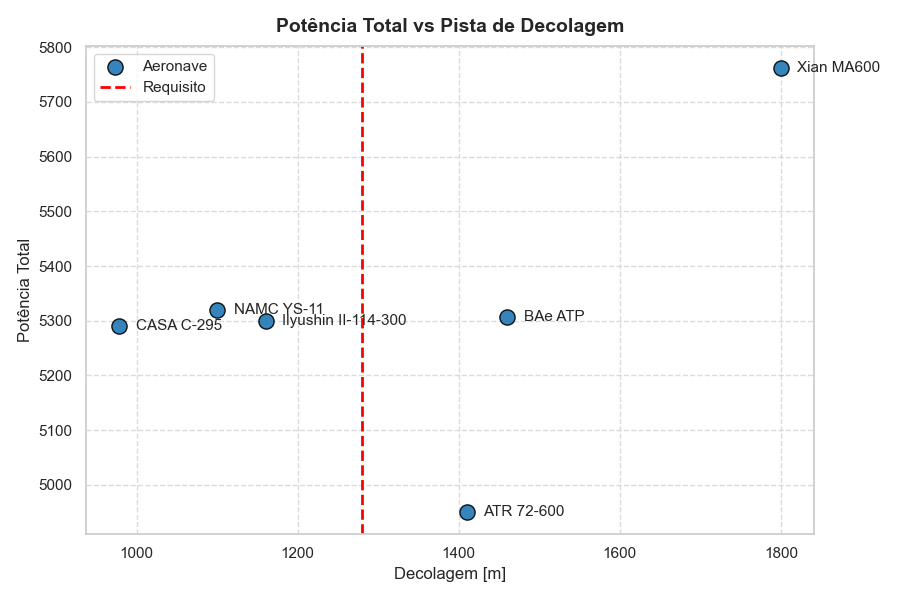 Potência Total vs Pista de Decolagem
Aeronave
Requisito
Potência Total
5800
5700
5600
5500
5400
5300
5200
5100
5000
Xian MA600
NAMC YS-11
Ilyushin Il-114-300
CASA C-295
BAe ATP
ATR 72-600
1000 1200 1400 1600 1800
Decolagem [m]